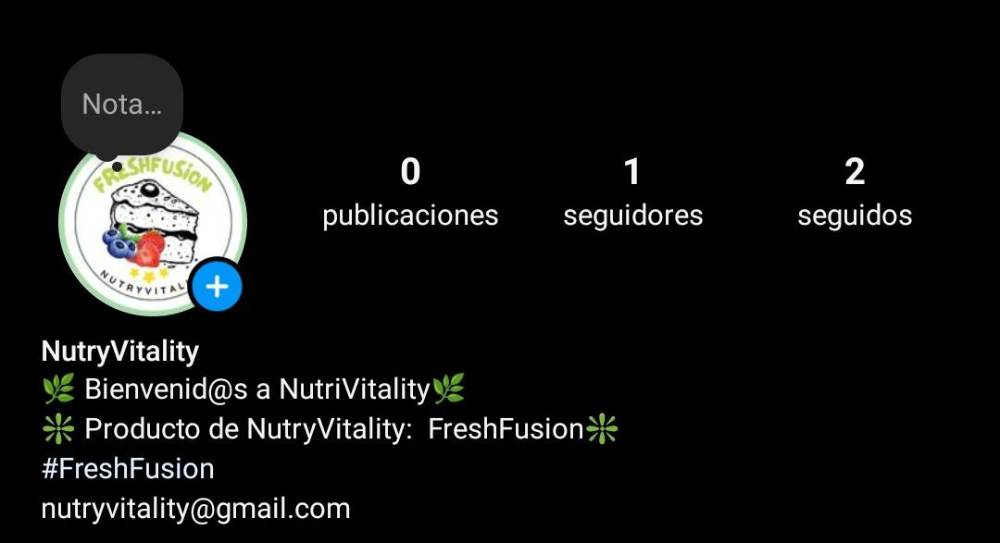 Nota...
FRESHFUSiON
NUTRYVITALI
0
publicaciones
1
seguidores
2
seguidos
NutryVitality
🌿 Bienvenid@s a NutriVitality🌿
❇️ Producto de NutryVitality:  FreshFusion❇️
#FreshFusion
nutryvitality@gmail.com